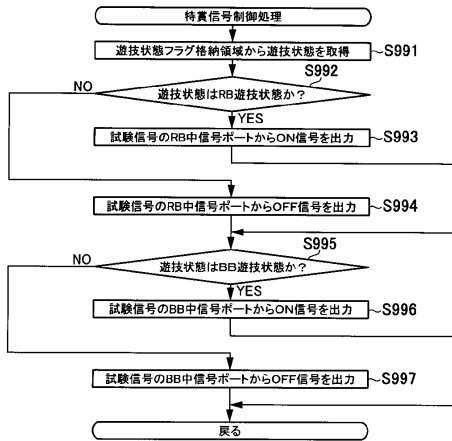 特賞信号制御処理
遊技状態フラグ格納領域から遊技状態を取得
S991
S992
遊技状態はRB遊技状態か?
NO
YES
試験信号のRB中信号ポートからON信号を出力
S993
試験信号のRB中信号ポートからOFF信号を出力
S994
S995
遊技状態はBB遊技状態か?
NO
YES
試験信号のBB中信号ポートからON信号を出力
S996
試験信号のBB中信号ポートからOFF信号を出力
S997
戻る